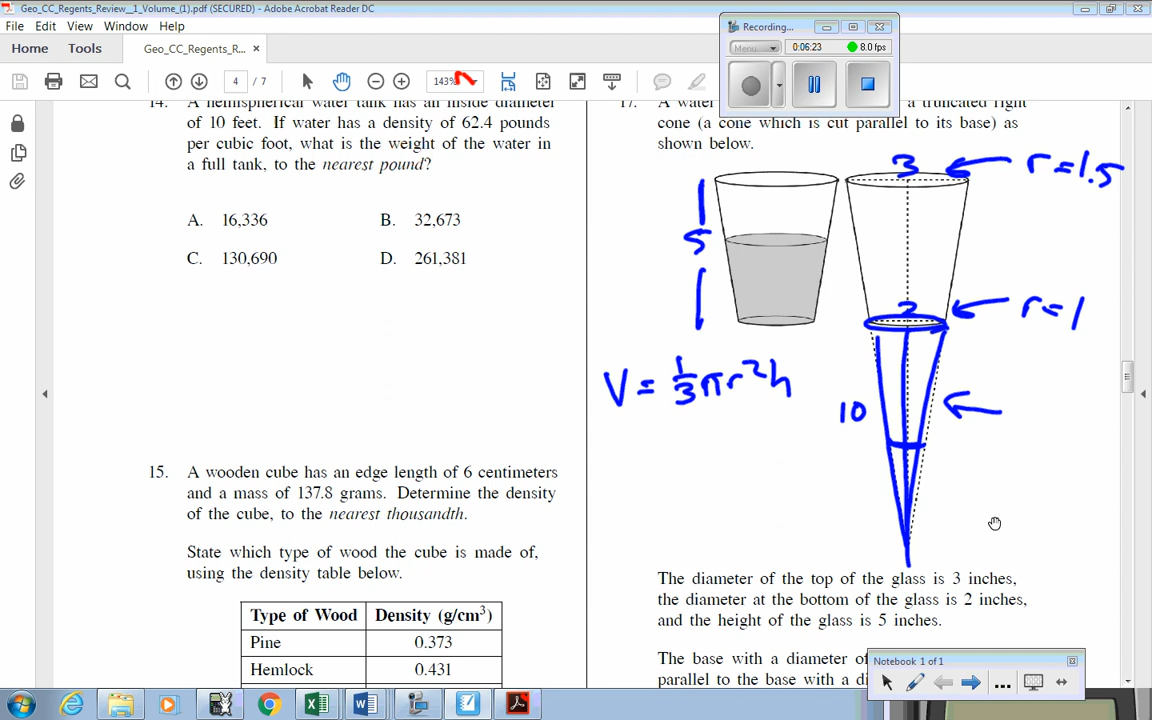 Geo_CC_Regents_Review__1_Volume_(1).pdf (SECURED) - Adobe Acrobat Reader DC
File Edit View Window Help
Home Tools Geo_CC_Regents_R... ×
4 / 7
143%
Recording...
Menu
0:06:23
8.0 fps
14. A hemispherical water tank has an inside diameter
of 10 feet. If water has a density of 62.4 pounds
per cubic foot, what is the weight of the water in
a full tank, to the nearest pound?
A. 16,336 B. 32,673
C. 130,690 D. 261,381
15. A wooden cube has an edge length of 6 centimeters
and a mass of 137.8 grams. Determine the density
of the cube, to the nearest thousandth.
State which type of wood the cube is made of,
using the density table below.
Type of Wood Density (g/cm³)
Pine 0.373
Hemlock 0.431
17. A water a truncated right
cone (a cone which is cut parallel to its base) as
shown below.
3
r = 1.5
5
2
r = 1
V = 1/3 πr²h
10
The diameter of the top of the glass is 3 inches,
the diameter at the bottom of the glass is 2 inches,
and the height of the glass is 5 inches.
The base with a diameter of
parallel to the base with a di
Notebook 1 of 1